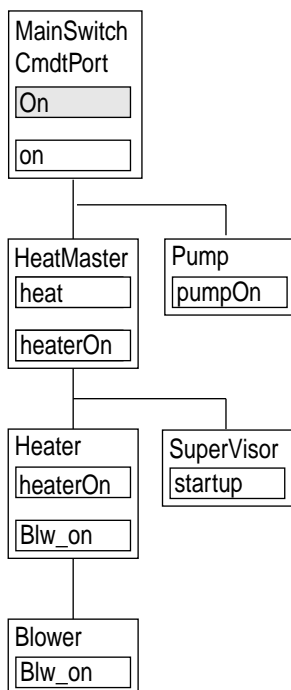 MainSwitch
CmdtPort
On
on
HeatMaster
heat
heaterOn
Pump
pumpOn
Heater
heaterOn
Blw_on
SuperVisor
startup
Blower
Blw_on